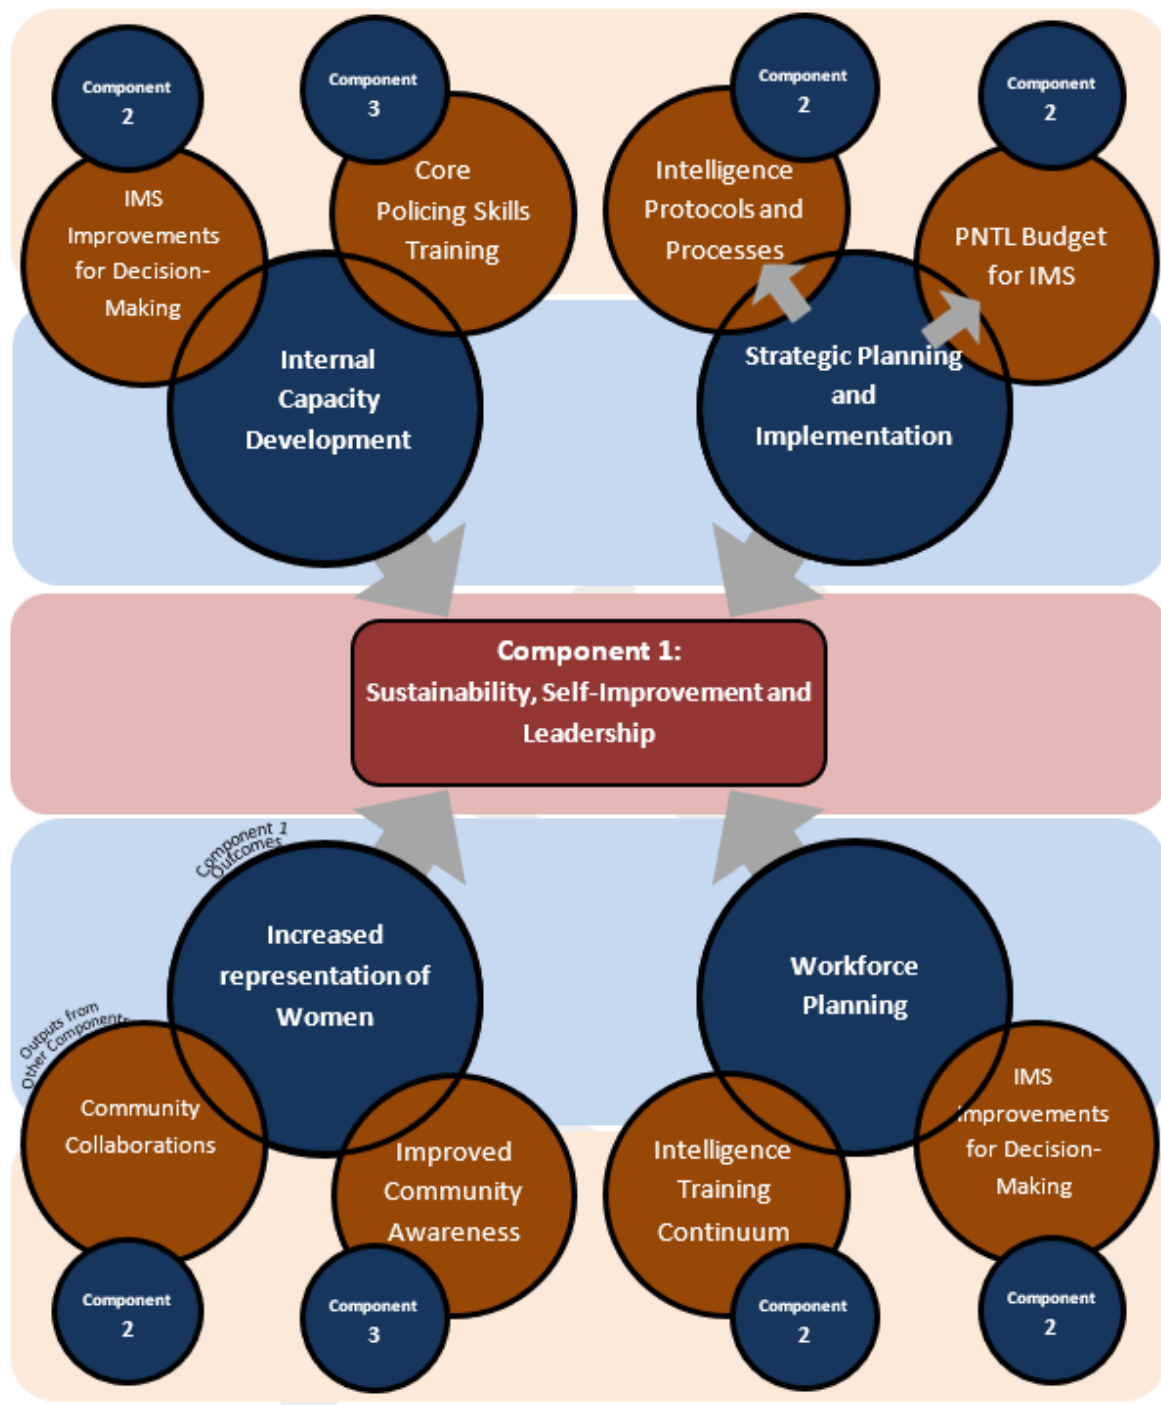 Component
2
IMS
Improvements
for Decision-
Making
Component
3
Core
Policing Skills
Training
Internal
Capacity
Development
Component
2
Intelligence
Protocols and
Processes
Component
2
PNTL Budget
for IMS
Strategic Planning
and
Implementation
Component 1:
Sustainability, Self-Improvement and
Leadership
Component 1
Outcomes
Increased
representation of
Women
Outputs from
Other Components
Community
Collaborations
Component
2
Improved
Community
Awareness
Component
3
Workforce
Planning
Intelligence
Training
Continuum
Component
2
IMS
Improvements
for Decision-
Making
Component
2